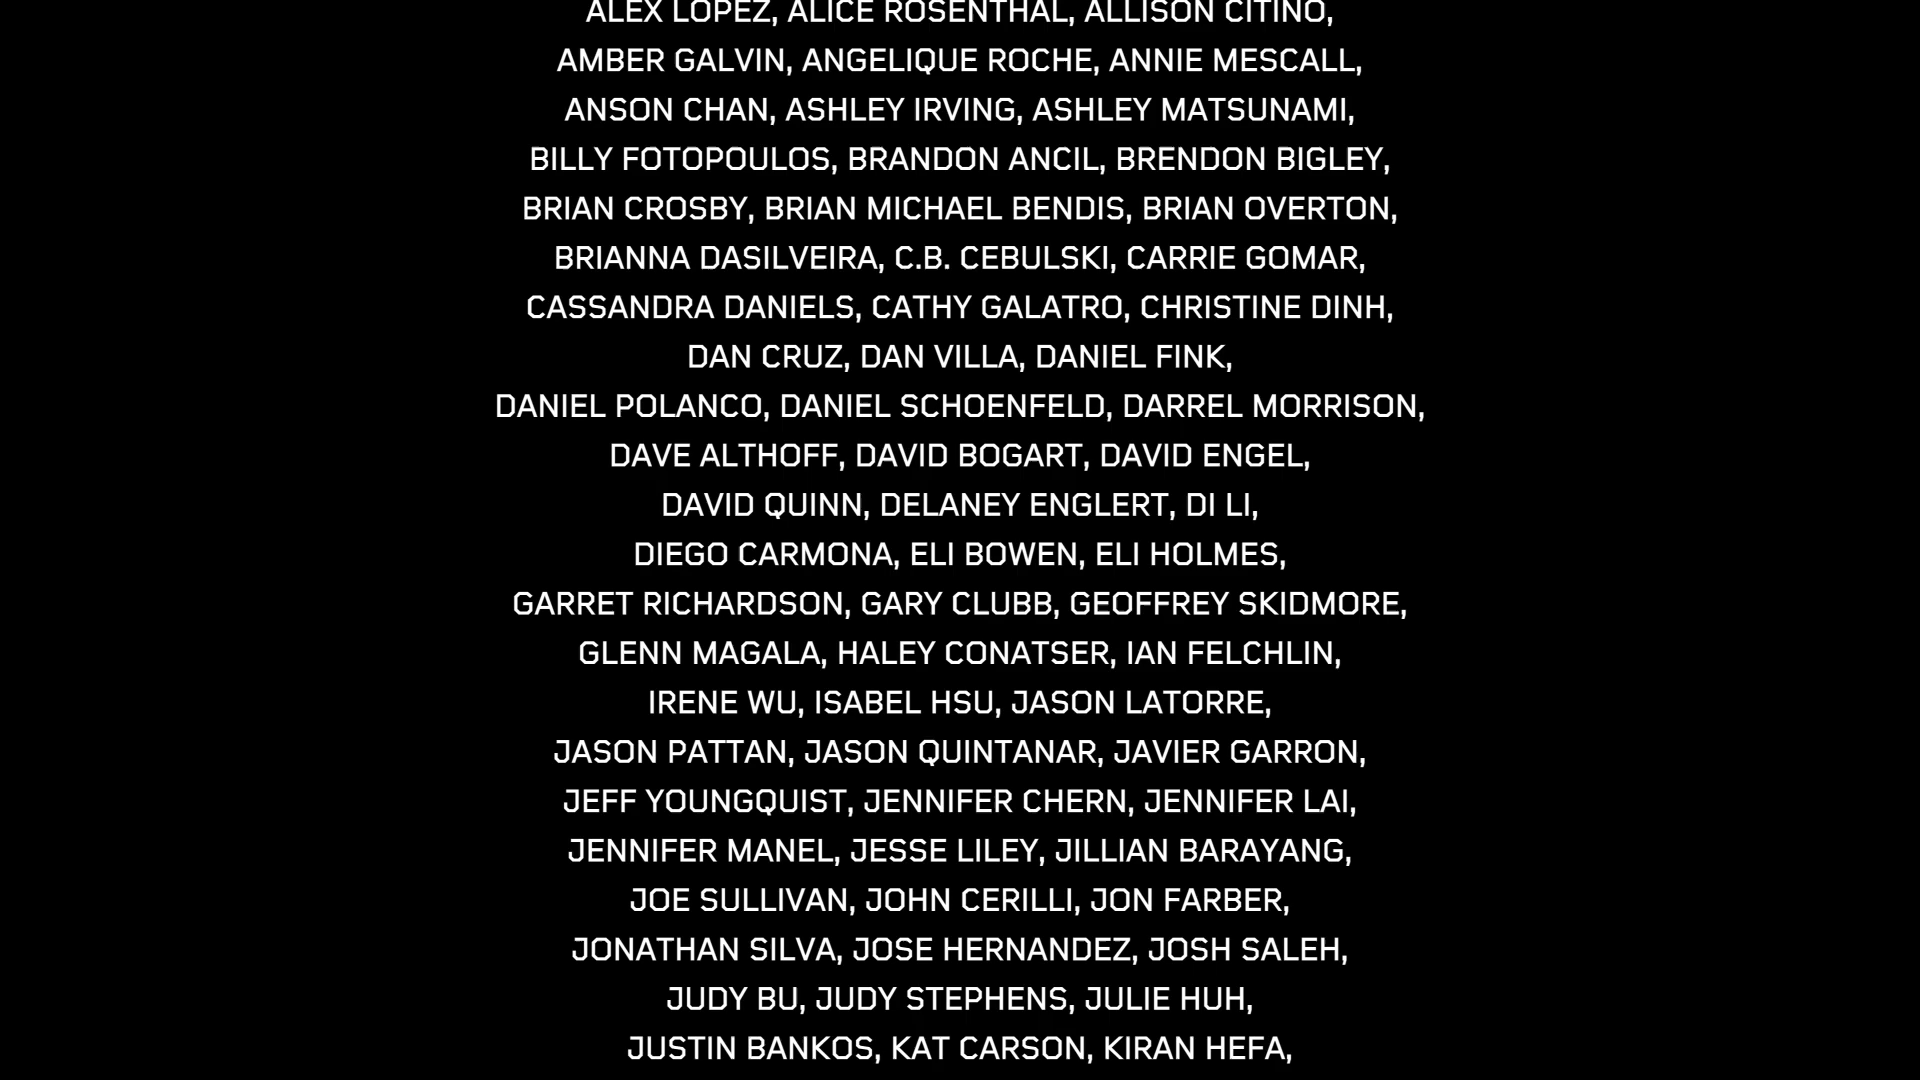 ALEX LOPEZ, ALICE ROSENTHAL, ALLISON CITINO,
AMBER GALVIN, ANGELIQUE ROCHE, ANNIE MESCALL,
ANSON CHAN, ASHLEY IRVING, ASHLEY MATSUNAMI,
BILLY FOTOPOULOS, BRANDON ANCIL, BRENDON BIGLEY,
BRIAN CROSBY, BRIAN MICHAEL BENDIS, BRIAN OVERTON,
BRIANNA DASILVEIRA, C.B. CEBULSKI, CARRIE GOMAR,
CASSANDRA DANIELS, CATHY GALATRO, CHRISTINE DINH,
DAN CRUZ, DAN VILLA, DANIEL FINK,
DANIEL POLANCO, DANIEL SCHOENFELD, DARREL MORRISON,
DAVE ALTHOFF, DAVID BOGART, DAVID ENGEL,
DAVID QUINN, DELANEY ENGLERT, DI LI,
DIEGO CARMONA, ELI BOWEN, ELI HOLMES,
GARRET RICHARDSON, GARY CLUBB, GEOFFREY SKIDMORE,
GLENN MAGALA, HALEY CONATSER, IAN FELCHLIN,
IRENE WU, ISABEL HSU, JASON LATORRE,
JASON PATTAN, JASON QUINTANAR, JAVIER GARRON,
JEFF YOUNGQUIST, JENNIFER CHERN, JENNIFER LAI,
JENNIFER MANEL, JESSE LILEY, JILLIAN BARAYANG,
JOE SULLIVAN, JOHN CERILLI, JON FARBER,
JONATHAN SILVA, JOSE HERNANDEZ, JOSH SALEH,
JUDY BU, JUDY STEPHENS, JULIE HUH,
JUSTIN BANKOS, KAT CARSON, KIRAN HEFA,